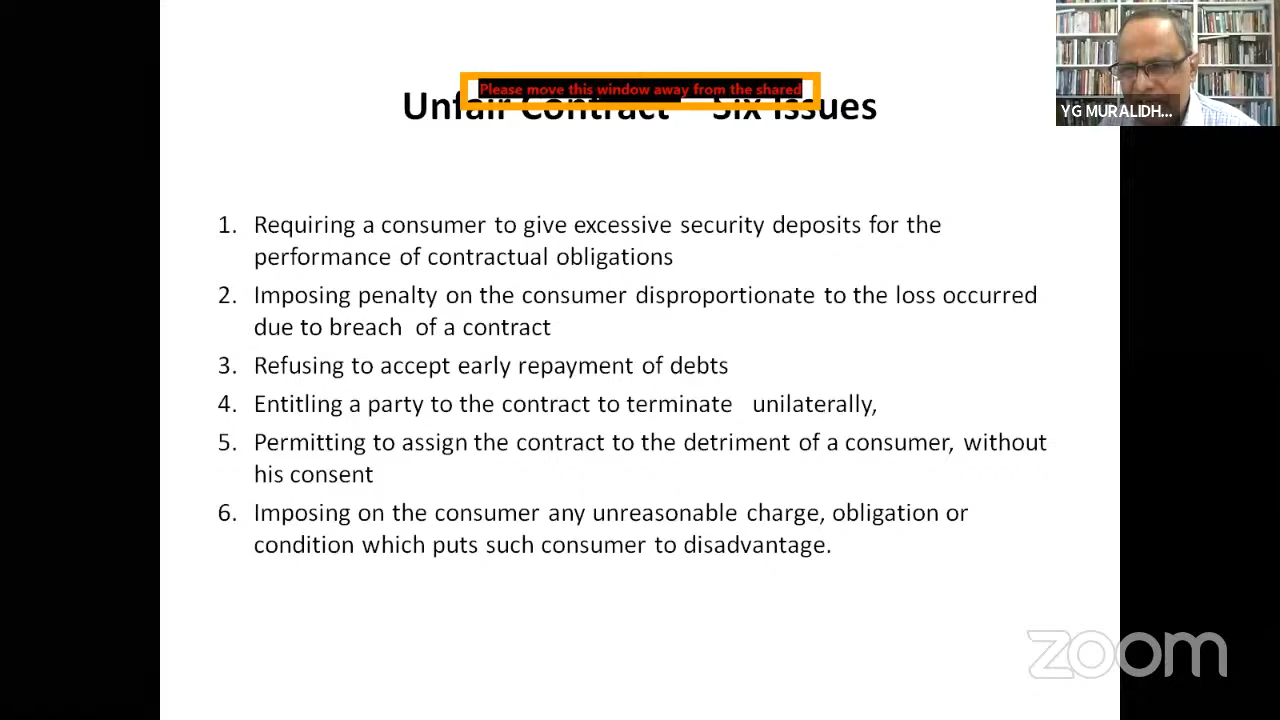 Please move this window away from the shared
Unfair Contract Six Issues
YG MURALIDH...
1. Requiring a consumer to give excessive security deposits for the
performance of contractual obligations
2. Imposing penalty on the consumer disproportionate to the loss occurred
due to breach of a contract
3. Refusing to accept early repayment of debts
4. Entitling a party to the contract to terminate unilaterally,
5. Permitting to assign the contract to the detriment of a consumer, without
his consent
6. Imposing on the consumer any unreasonable charge, obligation or
condition which puts such consumer to disadvantage.
zoom